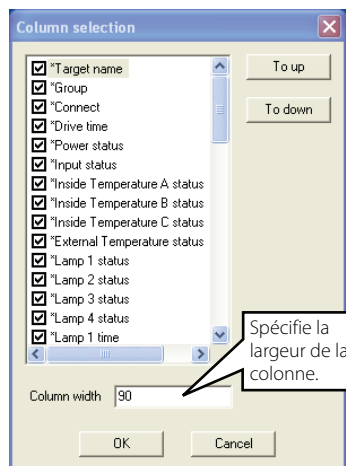 Column selection
*Target name
*Group
*Connect
*Drive time
*Power status
*Input status
*Inside Temperature A status
*Inside Temperature B status
*Inside Temperature C status
*External Temperature status
*Lamp 1 status
*Lamp 2 status
*Lamp 3 status
*Lamp 4 status
*Lamp 1 time
To up
To down
Spécifie la
largeur de la
colonne.
Column width 90
OK Cancel